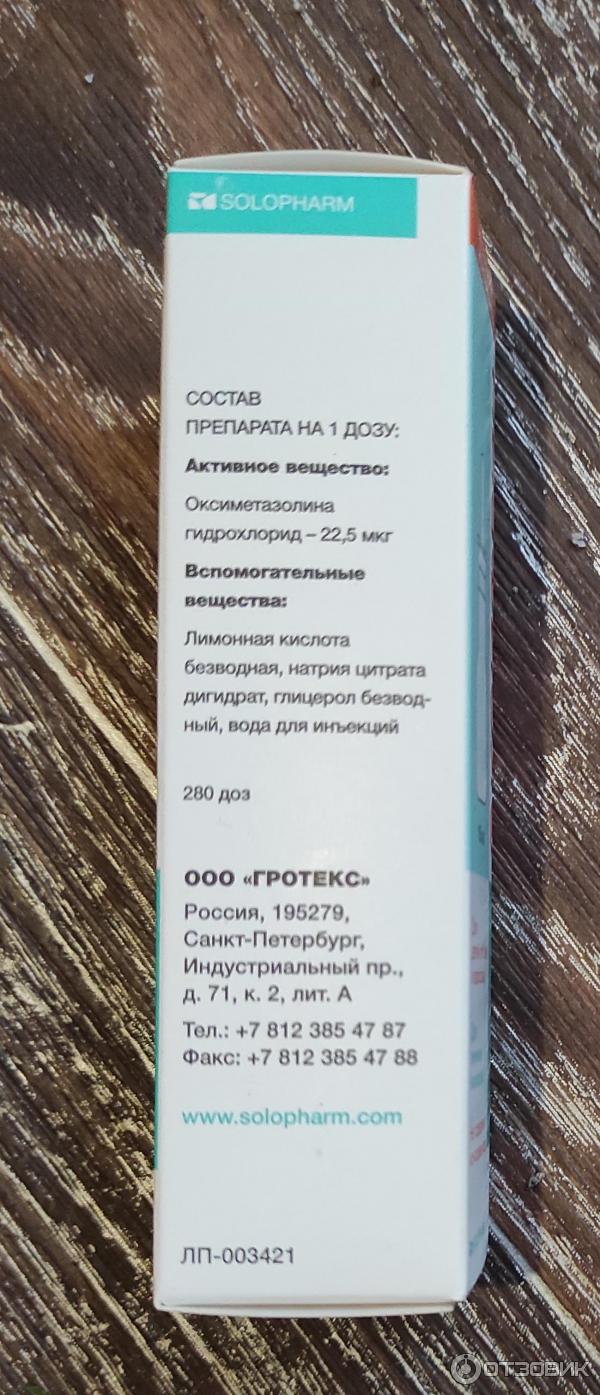 SOLOPHARM
СОСТАВ
ПРЕПАРАТА НА 1 ДОЗУ:
Активное вещество:
Оксиметазолина
гидрохлорид – 22,5 мкг
Вспомогательные
вещества:
Лимонная кислота
безводная, натрия цитрата
дигидрат, глицерол безвод-
ный, вода для инъекций
280 доз
ООО «ГРОТЕКС»
Россия, 195279,
Санкт-Петербург,
Индустриальный пр.,
д. 71, к. 2, лит. А
Тел.: +7 812 385 47 87
Факс: +7 812 385 47 88
www.solopharm.com
ЛП-003421
ОТЗОВИК